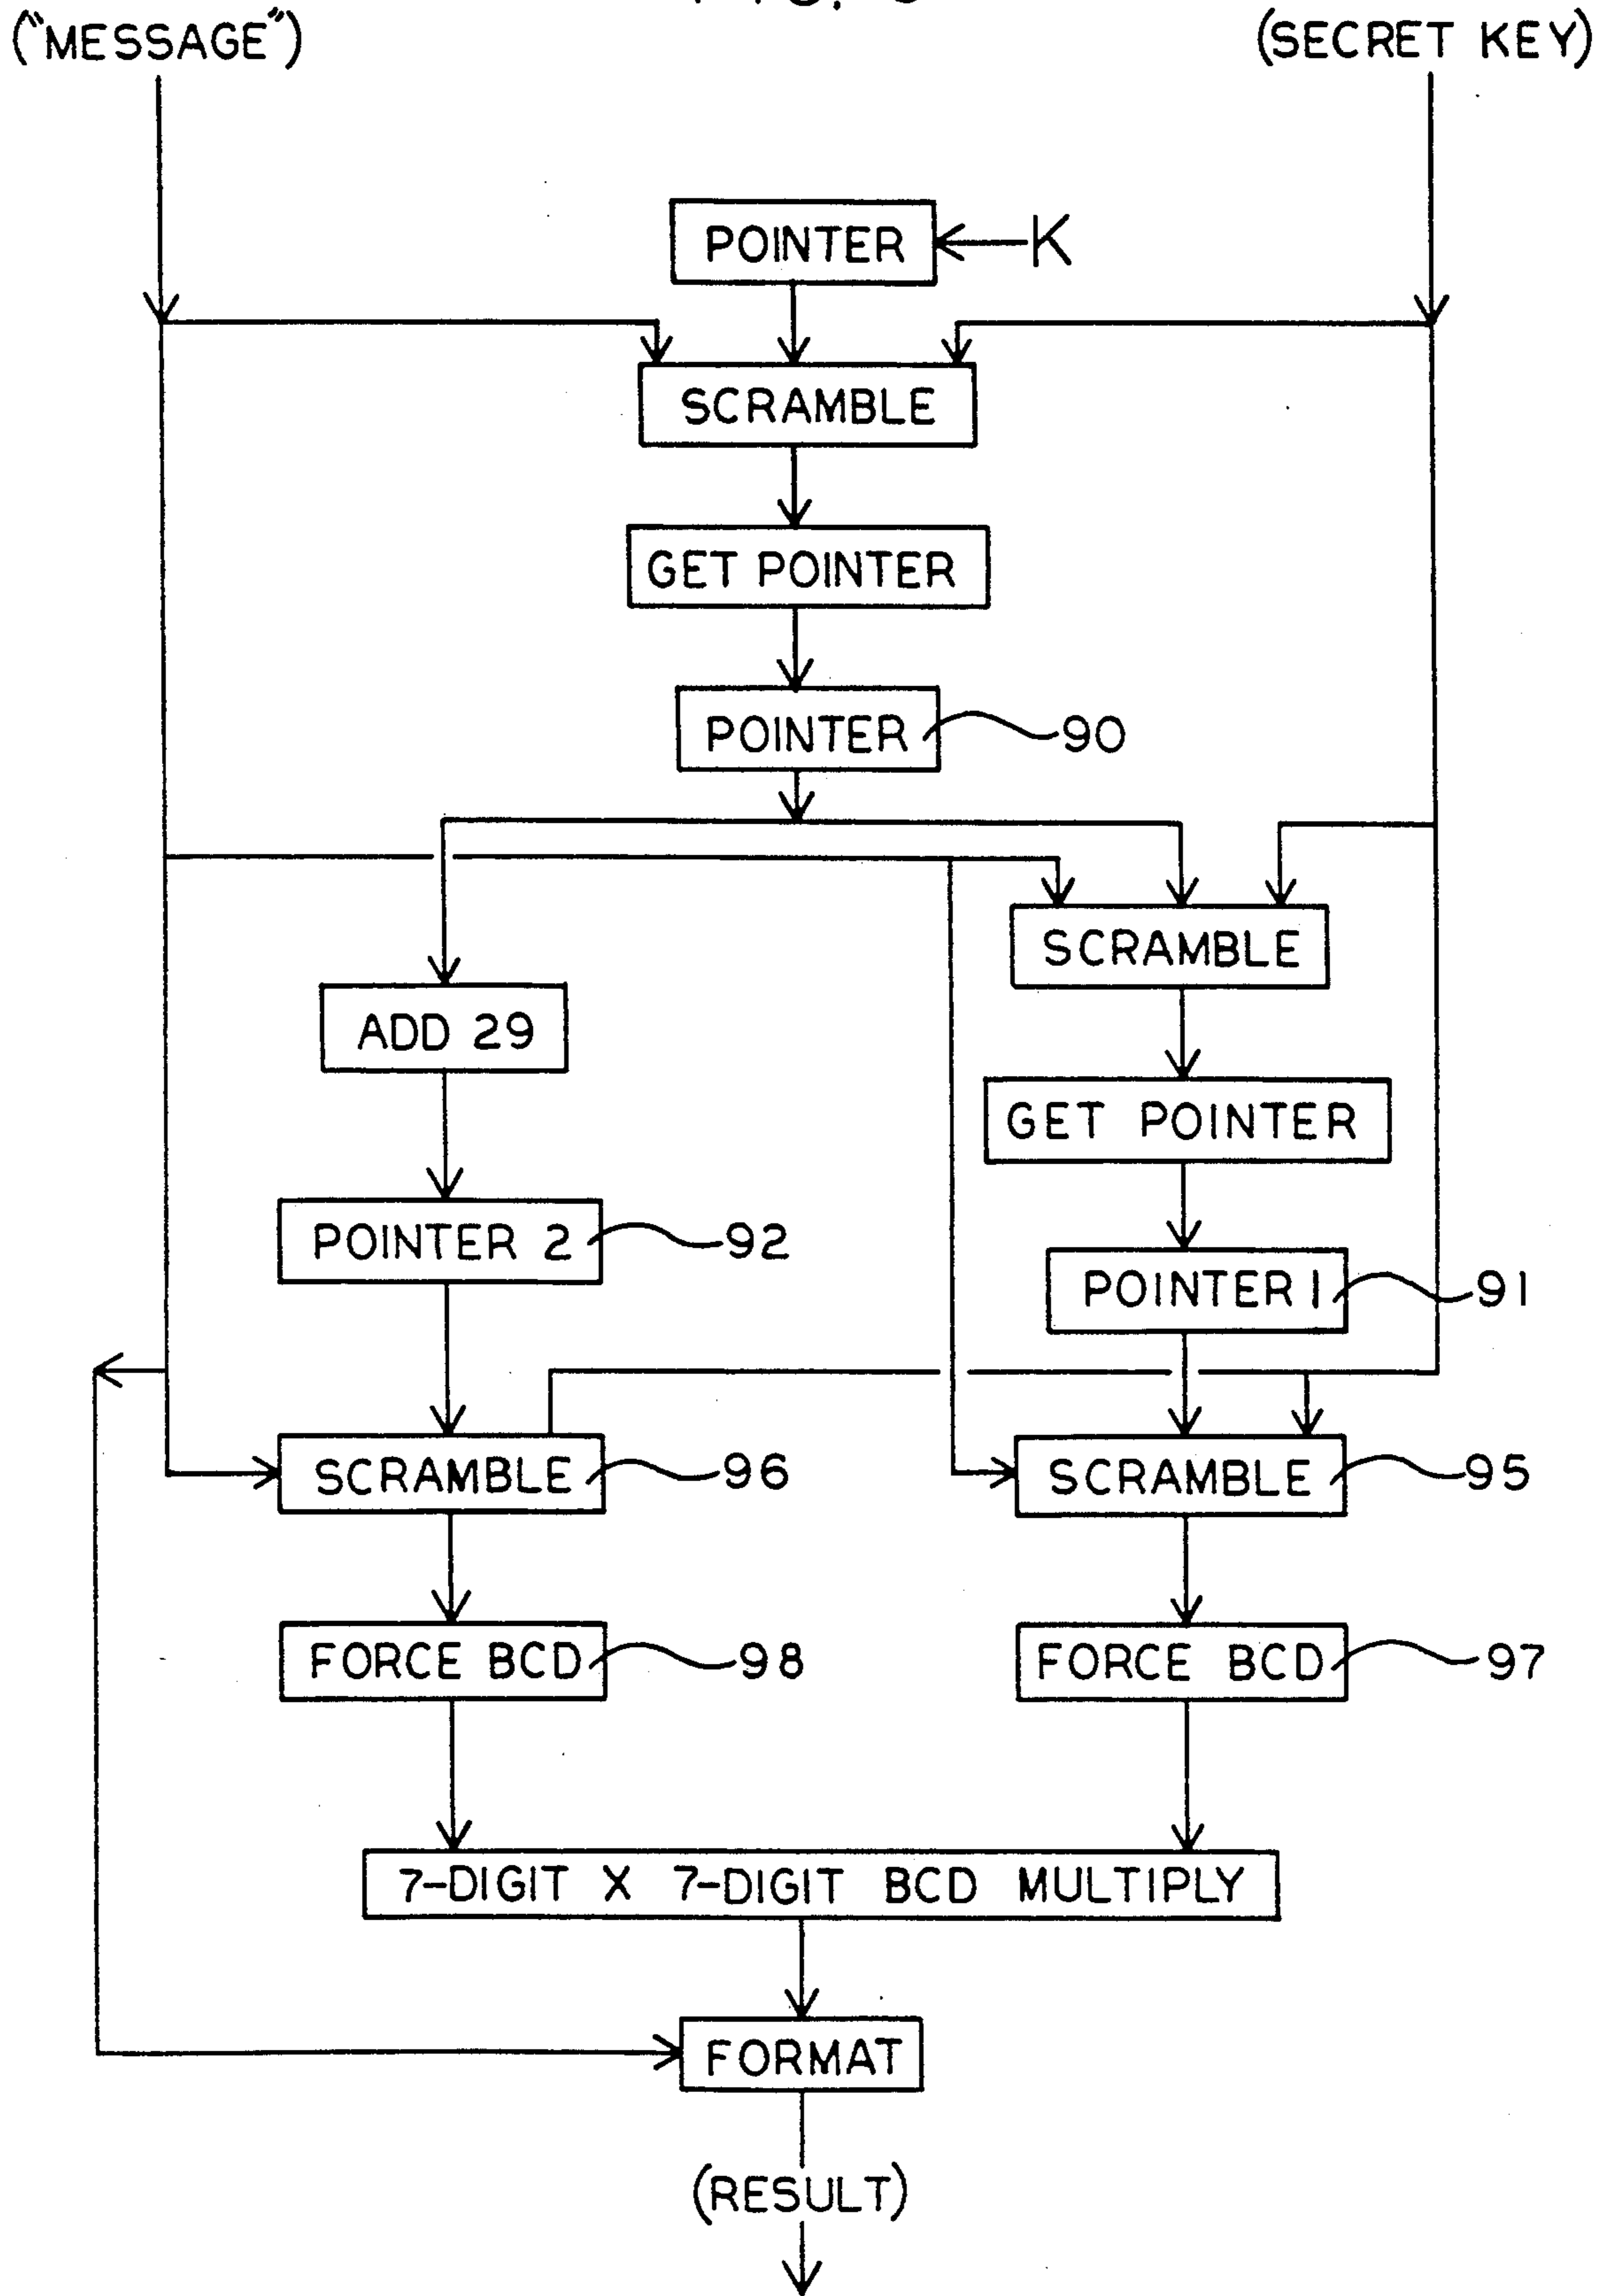 ("MESSAGE")
(SECRET KEY)
POINTER
K
SCRAMBLE
GET POINTER
POINTER
90
SCRAMBLE
ADD 29
GET POINTER
POINTER 2
92
POINTER 1
91
SCRAMBLE
96
SCRAMBLE
95
FORCE BCD
98
FORCE BCD
97
7-DIGIT X 7-DIGIT BCD MULTIPLY
FORMAT
(RESULT)